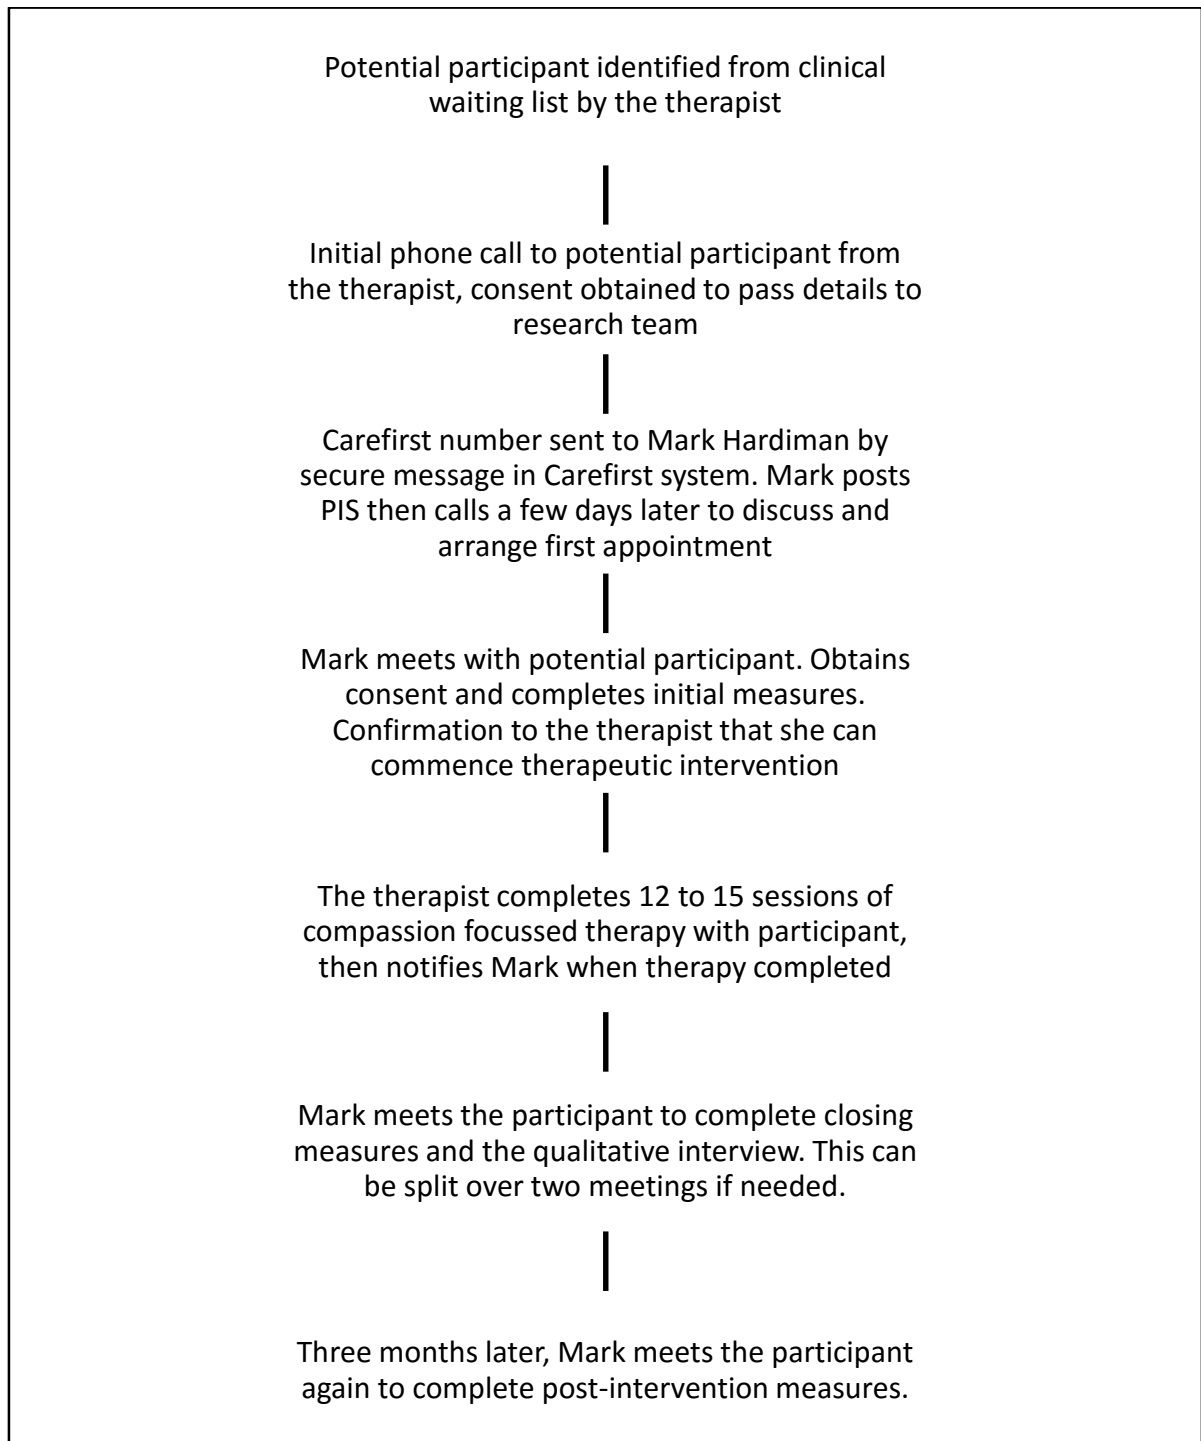 Potential participant identified from clinical
waiting list by the therapist
Initial phone call to potential participant from
the therapist, consent obtained to pass details to
research team
Carefirst number sent to Mark Hardiman by
secure message in Carefirst system. Mark posts
PIS then calls a few days later to discuss and
arrange first appointment
Mark meets with potential participant. Obtains
consent and completes initial measures.
Confirmation to the therapist that she can
commence therapeutic intervention
The therapist completes 12 to 15 sessions of
compassion focussed therapy with participant,
then notifies Mark when therapy completed
Mark meets the participant to complete closing
measures and the qualitative interview. This can
be split over two meetings if needed.
Three months later, Mark meets the participant
again to complete post-intervention measures.